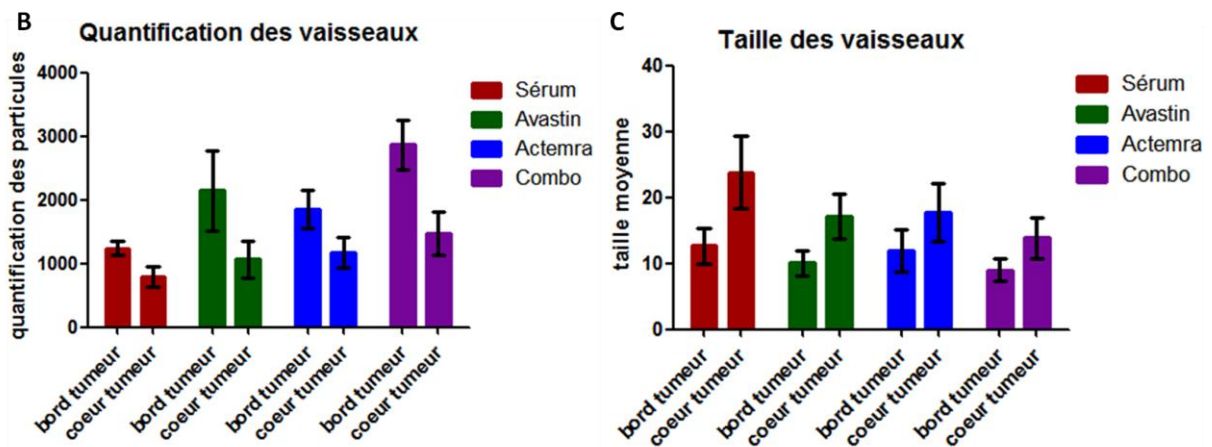 B
Quantification des vaisseaux
quantification des particules
4000
3000
2000
1000
0
bord tumeur
coeur tumeur
bord tumeur
coeur tumeur
bord tumeur
coeur tumeur
bord tumeur
coeur tumeur
Sérum
Avastin
Actemra
Combo
C
Taille des vaisseaux
taille moyenne
40
30
20
10
0
bord tumeur
coeur tumeur
bord tumeur
coeur tumeur
bord tumeur
coeur tumeur
bord tumeur
coeur tumeur
Sérum
Avastin
Actemra
Combo